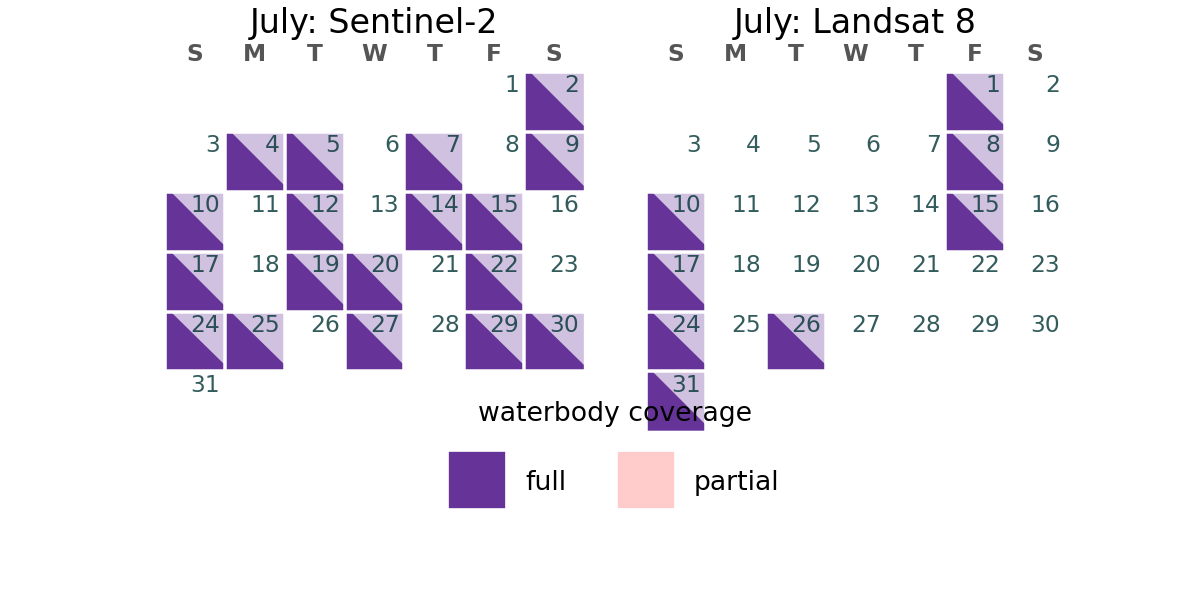 July: Sentinel-2
S M T W T F S
1 2
3 4 5 6 7 8 9
10 11 12 13 14 15 16
17 18 19 20 21 22 23
24 25 26 27 28 29 30
31
July: Landsat 8
S M T W T F S
1 2
3 4 5 6 7 8 9
10 11 12 13 14 15 16
17 18 19 20 21 22 23
24 25 26 27 28 29 30
31
waterbody coverage
full partial